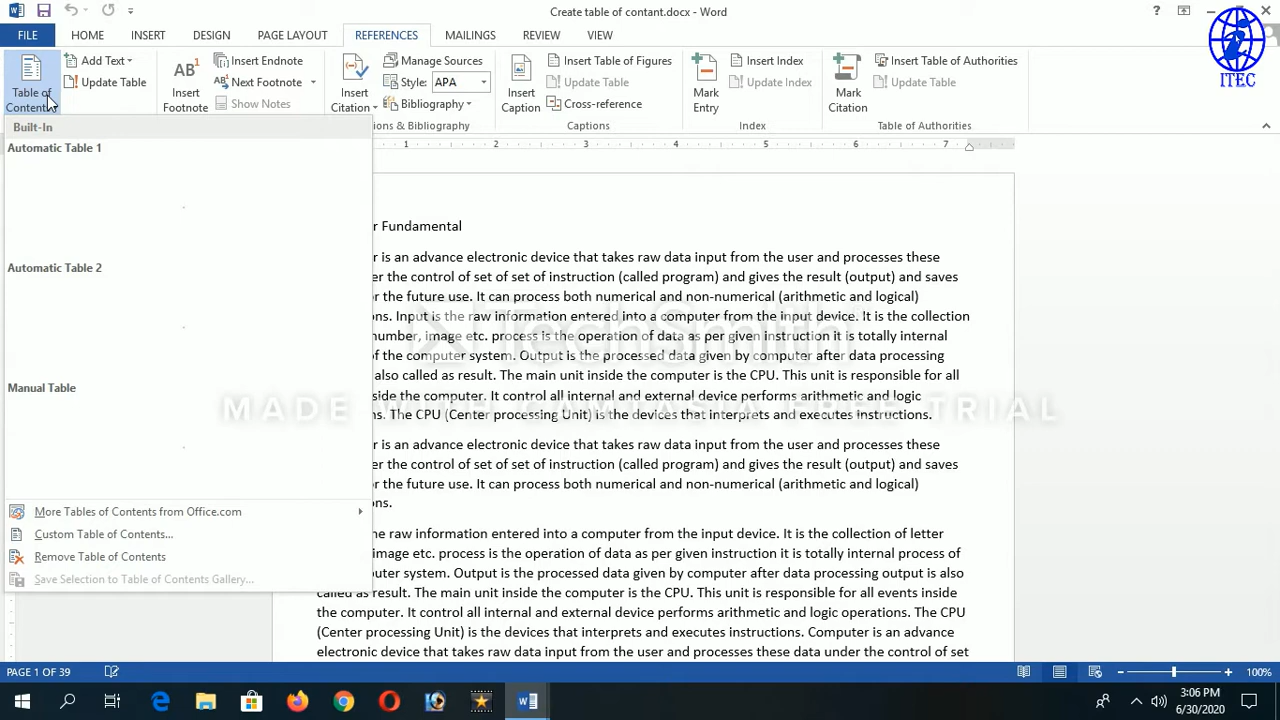 Create table of contant.docx - Word
FILE HOME INSERT DESIGN PAGE LAYOUT REFERENCES MAILINGS REVIEW VIEW
ITEC
Table of
Contents
Add Text
Update Table
AB
Insert
Footnote
Insert Endnote
Next Footnote
Show Notes
Insert
Citation
Manage Sources
Style: APA
Bibliography
Insert
Caption
Insert Table of Figures
Update Table
Cross-reference
Mark
Entry
Insert Index
Update Index
Mark
Citation
Insert Table of Authorities
Update Table
ns & Bibliography
Captions
Index
Table of Authorities
Built-In
Automatic Table 1
Automatic Table 2
Manual Table
More Tables of Contents from Office.com
Custom Table of Contents...
Remove Table of Contents
Save Selection to Table of Contents Gallery...
1 2 3 4 5 6 7
r Fundamental
r is an advance electronic device that takes raw data input from the user and processes these
er the control of set of set of instruction (called program) and gives the result (output) and saves
or the future use. It can process both numerical and non-numerical (arithmetic and logical)
ons. Input is the raw information entered into a computer from the input device. It is the collection
number, image etc. process is the operation of data as per given instruction it is totally internal
of the computer system. Output is the processed data given by computer after data processing
also called as result. The main unit inside the computer is the CPU. This unit is responsible for all
side the computer. It control all internal and external device performs arithmetic and logic
ns. The CPU (Center processing Unit) is the devices that interprets and executes instructions.
r is an advance electronic device that takes raw data input from the user and processes these
er the control of set of set of instruction (called program) and gives the result (output) and saves
or the future use. It can process both numerical and non-numerical (arithmetic and logical)
ons.
the raw information entered into a computer from the input device. It is the collection of letter
image etc. process is the operation of data as per given instruction it is totally internal process of
puter system. Output is the processed data given by computer after data processing output is also
called as result. The main unit inside the computer is the CPU. This unit is responsible for all events inside
the computer. It control all internal and external device performs arithmetic and logic operations. The CPU
(Center processing Unit) is the devices that interprets and executes instructions. Computer is an advance
electronic device that takes raw data input from the user and processes these data under the control of set
TechSmith
MADE WITH CAMTASIA FREE TRIAL
PAGE 1 OF 39
100%
3:06 PM
6/30/2020